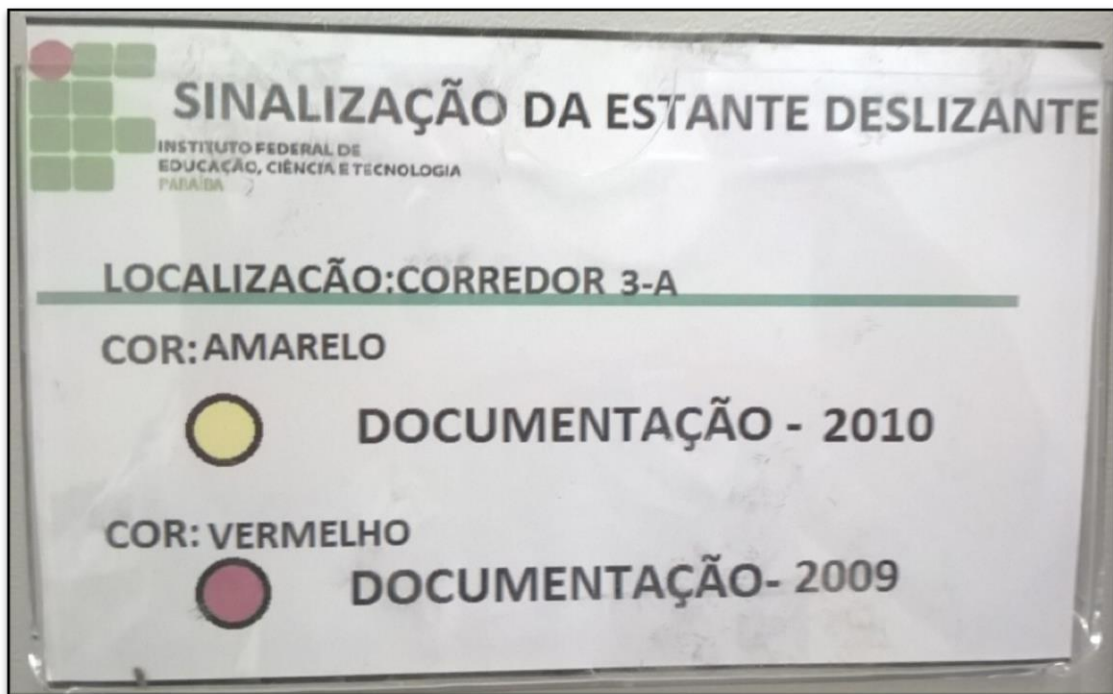 SINALIZAÇÃO DA ESTANTE DESLIZANTE
INSTITUTO FEDERAL DE
EDUCAÇÃO, CIÊNCIA E TECNOLOGIA
PARAÍBA
LOCALIZACÃO:CORREDOR 3-A
COR: AMARELO
DOCUMENTAÇÃO - 2010
COR: VERMELHO
DOCUMENTAÇÃO- 2009